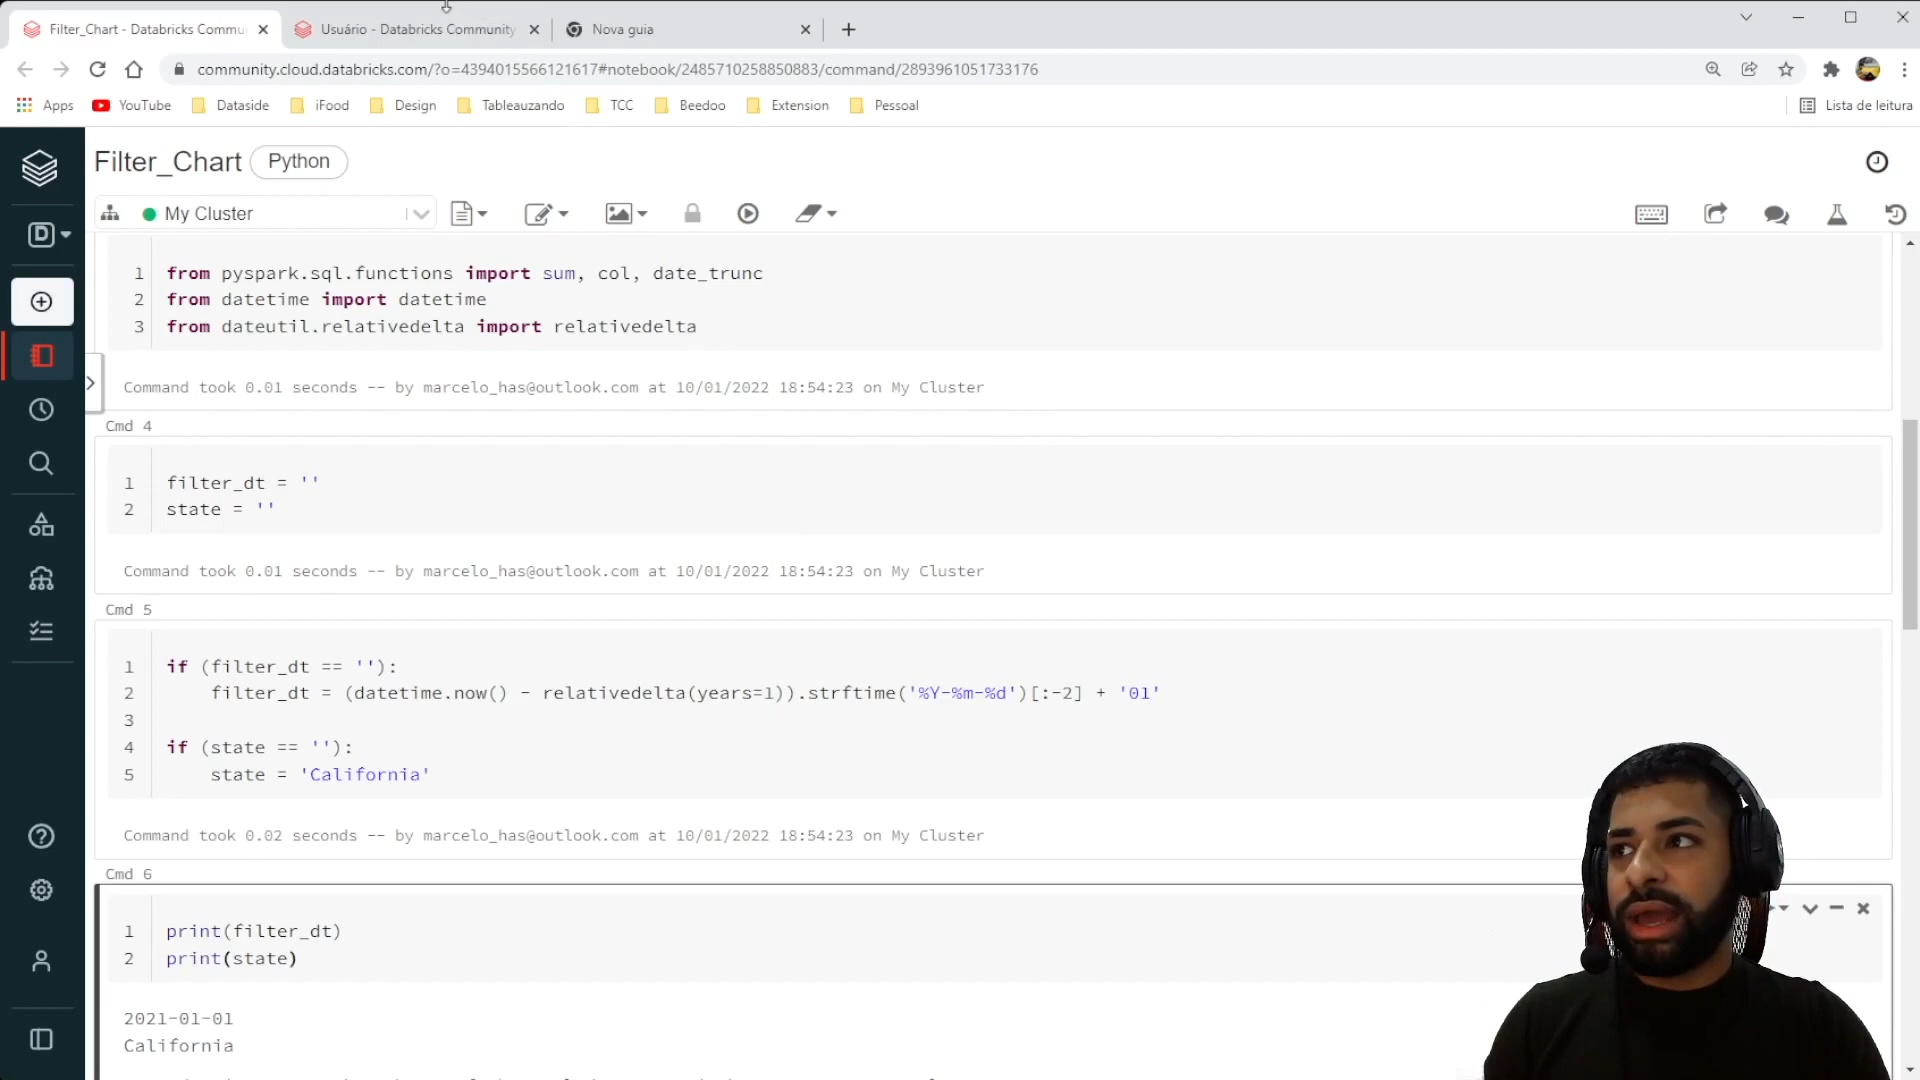 Filter_Chart - Databricks Commu
Usuário - Databricks Community
Nova guia
community.cloud.databricks.com/?o=4394015566121617#notebook/2485710258850883/command/2893961051733176
Apps YouTube Dataside iFood Design Tableauzando TCC Beedoo Extension Pessoal Lista de leitura
Filter_Chart Python
D My Cluster
1 from pyspark.sql.functions import sum, col, date_trunc
2 from datetime import datetime
3 from dateutil.relativedelta import relativedelta
Command took 0.01 seconds -- by marcelo_has@outlook.com at 10/01/2022 18:54:23 on My Cluster
Cmd 4
1 filter_dt = ''
2 state = ''
Command took 0.01 seconds -- by marcelo_has@outlook.com at 10/01/2022 18:54:23 on My Cluster
Cmd 5
1 if (filter_dt == ''):
2 filter_dt = (datetime.now() - relativedelta(years=1)).strftime('%Y-%m-%d')[:-2] + '01'
3
4 if (state == ''):
5 state = 'California'
Command took 0.02 seconds -- by marcelo_has@outlook.com at 10/01/2022 18:54:23 on My Cluster
Cmd 6
1 print(filter_dt)
2 print(state)
2021-01-01
California